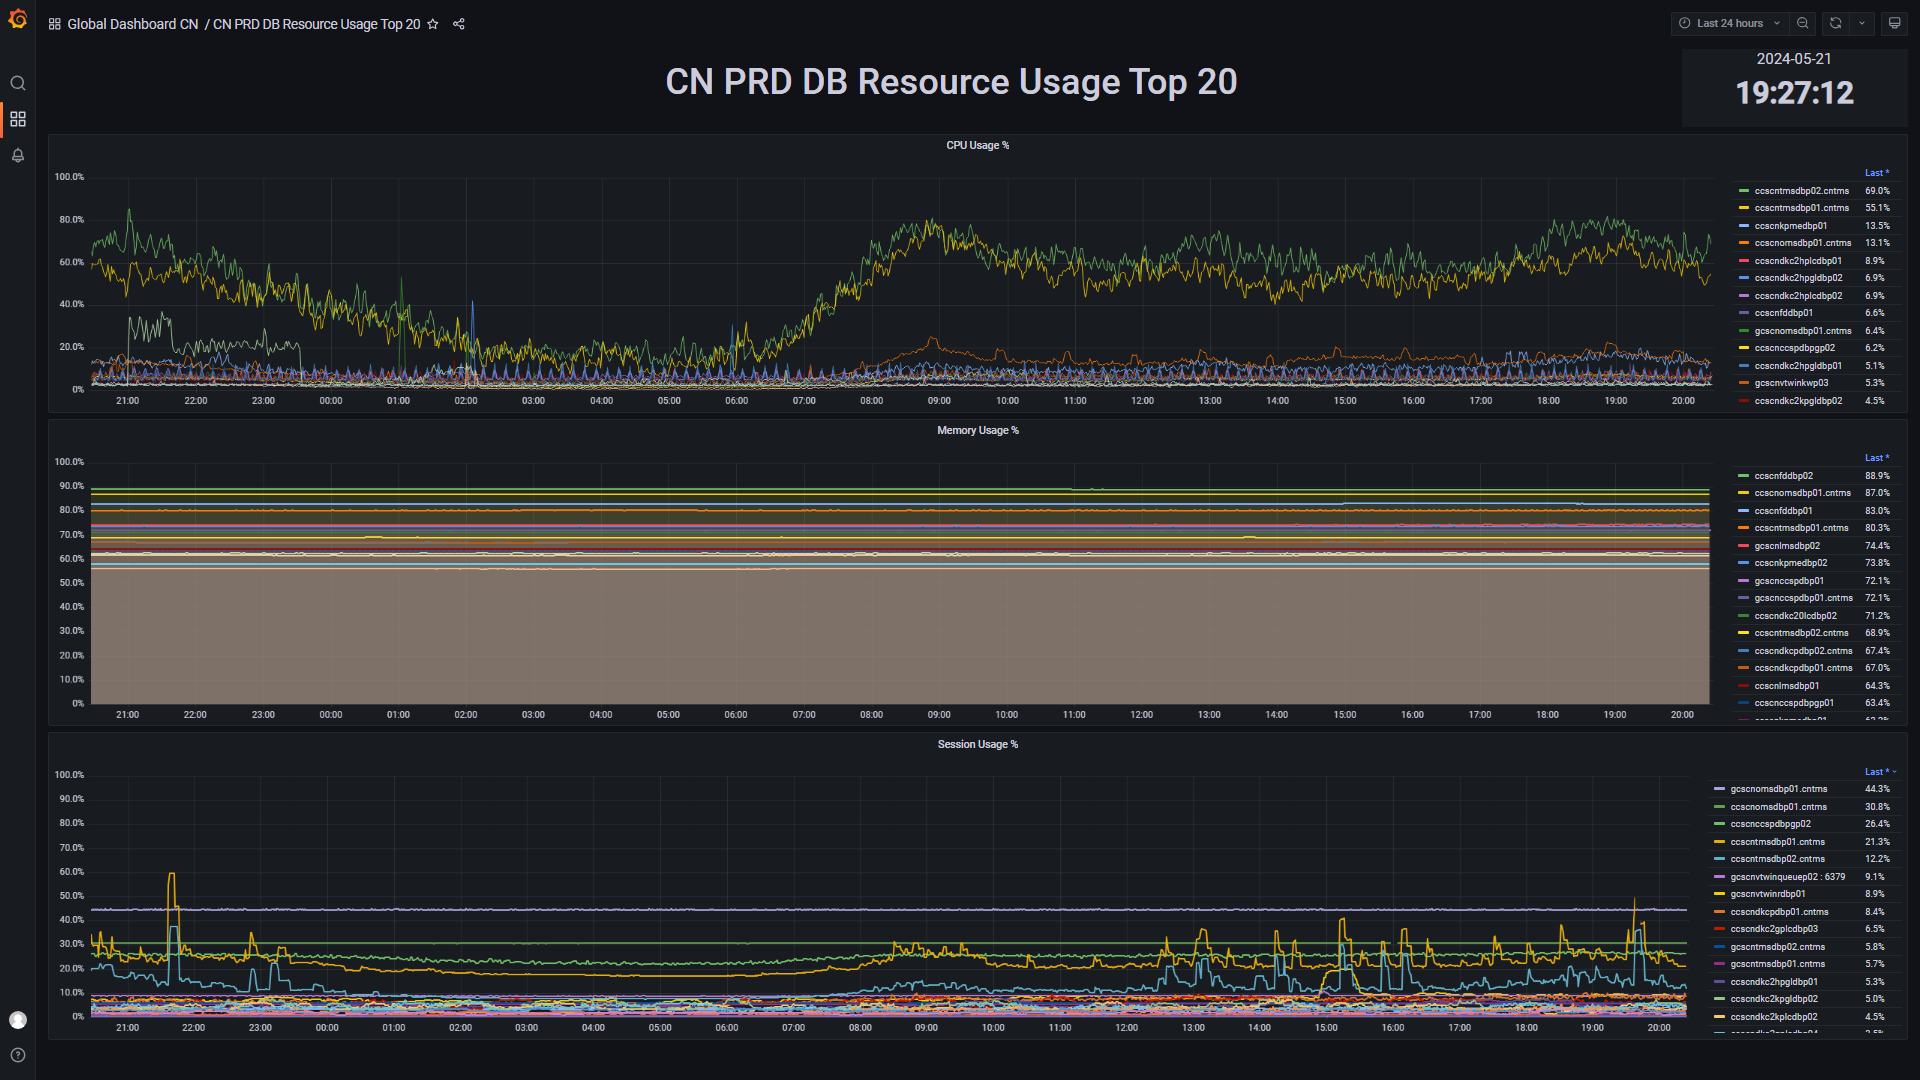 Global Dashboard CN / CN PRD DB Resource Usage Top 20
Last 24 hours
CN PRD DB Resource Usage Top 20
2024-05-21
19:27:12
CPU Usage %
100.0%
80.0%
60.0%
40.0%
20.0%
0%
21:00 22:00 23:00 00:00 01:00 02:00 03:00 04:00 05:00 06:00 07:00 08:00 09:00 10:00 11:00 12:00 13:00 14:00 15:00 16:00 17:00 18:00 19:00 20:00
Last *
ccscntmsdbp02.cntms 69.0%
ccscntmsdbp01.cntms 55.1%
ccscnkpmedbp01 13.5%
ccscnomsdbp01.cntms 13.1%
ccscndkc2hplcdbp01 8.9%
ccscndkc2hpgldbp02 6.9%
ccscndkc2hplcdbp02 6.9%
ccscnfddbp01 6.6%
gcscnomsdbp01.cntms 6.4%
ccscnccspdbpgp02 6.2%
ccscndkc2hpgldbp01 5.1%
gcscnvtwinkwp03 5.3%
ccscndkc2kpgldbp02 4.5%
Memory Usage %
100.0%
90.0%
80.0%
70.0%
60.0%
50.0%
40.0%
30.0%
20.0%
10.0%
0%
21:00 22:00 23:00 00:00 01:00 02:00 03:00 04:00 05:00 06:00 07:00 08:00 09:00 10:00 11:00 12:00 13:00 14:00 15:00 16:00 17:00 18:00 19:00 20:00
Last *
ccscnfddbp02 88.9%
ccscnomsdbp01.cntms 87.0%
ccscnfddbp01 83.0%
ccscntmsdbp01.cntms 80.3%
gcscnlmsdbp02 74.4%
ccscnkpmedbp02 73.8%
gcscnccspdbp01 72.1%
gcscnccspdbp01.cntms 72.1%
ccscndkc20lcdbp02 71.2%
ccscntmsdbp02.cntms 68.9%
ccscndkcpdbp02.cntms 67.4%
ccscndkcpdbp01.cntms 67.0%
ccscnlmsdbp01 64.3%
ccscnccspdbpgp01 63.4%
Session Usage %
100.0%
90.0%
80.0%
70.0%
60.0%
50.0%
40.0%
30.0%
20.0%
10.0%
0%
21:00 22:00 23:00 00:00 01:00 02:00 03:00 04:00 05:00 06:00 07:00 08:00 09:00 10:00 11:00 12:00 13:00 14:00 15:00 16:00 17:00 18:00 19:00 20:00
Last *
gcscnomsdbp01.cntms 44.3%
ccscnomsdbp01.cntms 30.8%
ccscnccspdbpgp02 26.4%
ccscntmsdbp01.cntms 21.3%
ccscntmsdbp02.cntms 12.2%
gcscnvtwinqueuep02 : 6379 9.1%
gcscnvtwinrdbp01 8.9%
ccscndkcpdbp01.cntms 8.4%
ccscndkc2gplcdbp03 6.5%
gcscntmsdbp02.cntms 5.8%
gcscntmsdbp01.cntms 5.7%
ccscndkc2hpgldbp01 5.3%
ccscndkc2kpgldbp02 5.0%
ccscndkc2kplcdbp02 4.5%